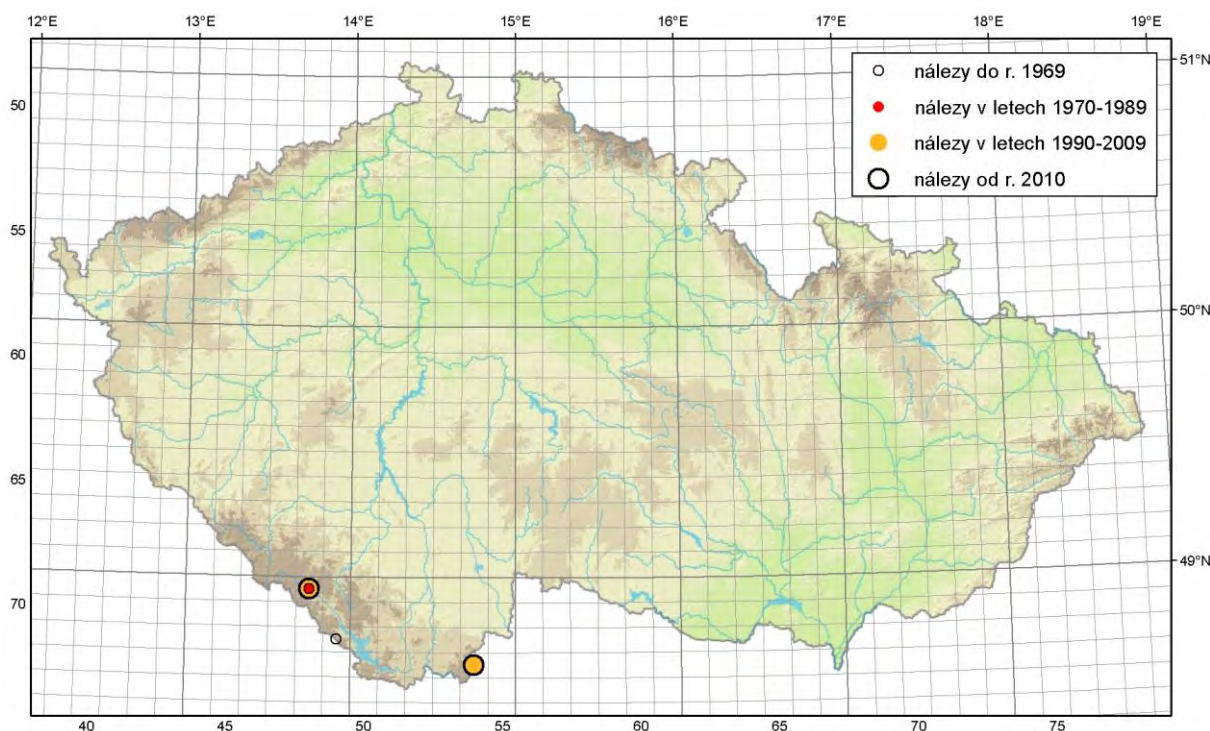 12°E 13°E 14°E 15°E 16°E 17°E 18°E 19°E
nálezy do r. 1969
nálezy v letech 1970-1989
nálezy v letech 1990-2009
nálezy od r. 2010
51°N
50
55
50°N
60
65
49°N
70
40 45 50 55 60 65 70 75